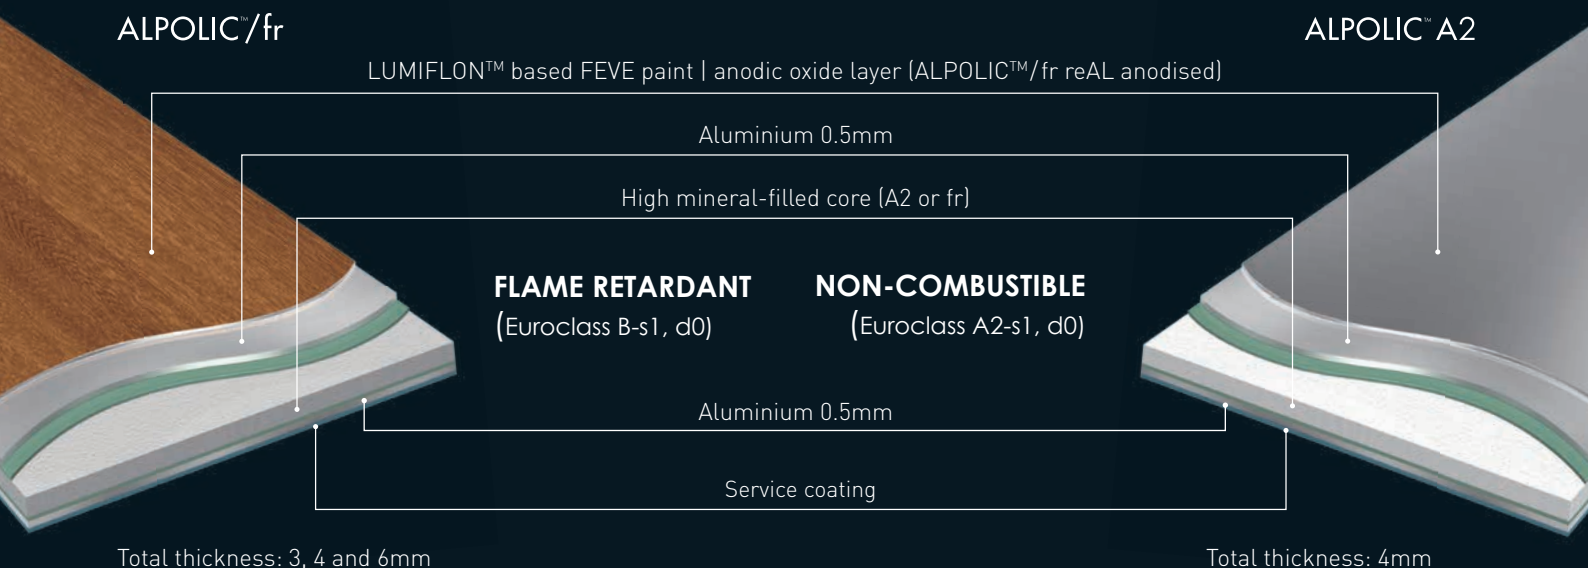 ALPOLIC™/fr
ALPOLIC™ A2
LUMIFLON™ based FEVE paint | anodic oxide layer (ALPOLIC™/fr reAL anodised)
Aluminium 0.5mm
High mineral-filled core (A2 or fr)
FLAME RETARDANT
(Euroclass B-s1, d0)
NON-COMBUSTIBLE
(Euroclass A2-s1, d0)
Aluminium 0.5mm
Service coating
Total thickness: 3, 4 and 6mm
Total thickness: 4mm